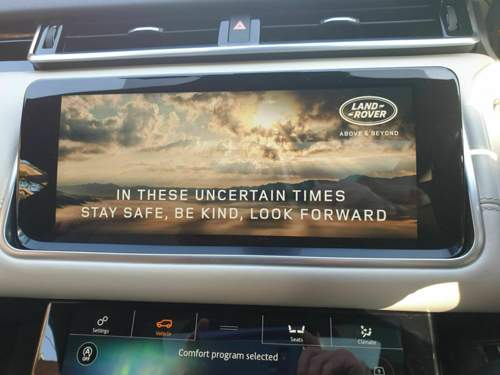 LAND
ROVER
ABOVE & BEYOND
IN THESE UNCERTAIN TIMES
STAY SAFE, BE KIND, LOOK FORWARD
Settings
Vehicle
Seats
Climate
OFF
Comfort program selected